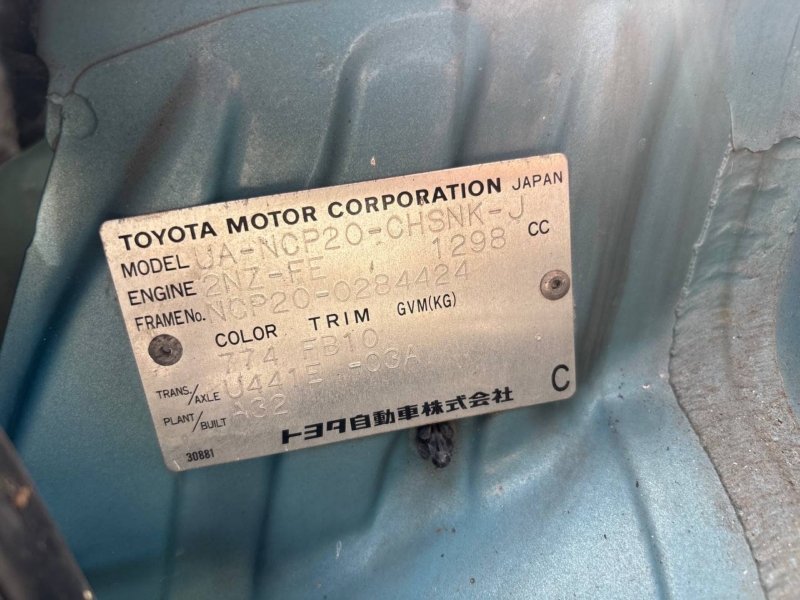 TOYOTA MOTOR CORPORATION JAPAN
MODEL UA-NCP20-CHSNK-J
ENGINE 2NZ-FE 1298 CC
FRAME No. NCP20-0284424
COLOR TRIM GVM(KG)
774 FB10
TRANS./AXLE U441E -03A
PLANT/BUILT 32
トヨタ自動車株式会社 C
30881